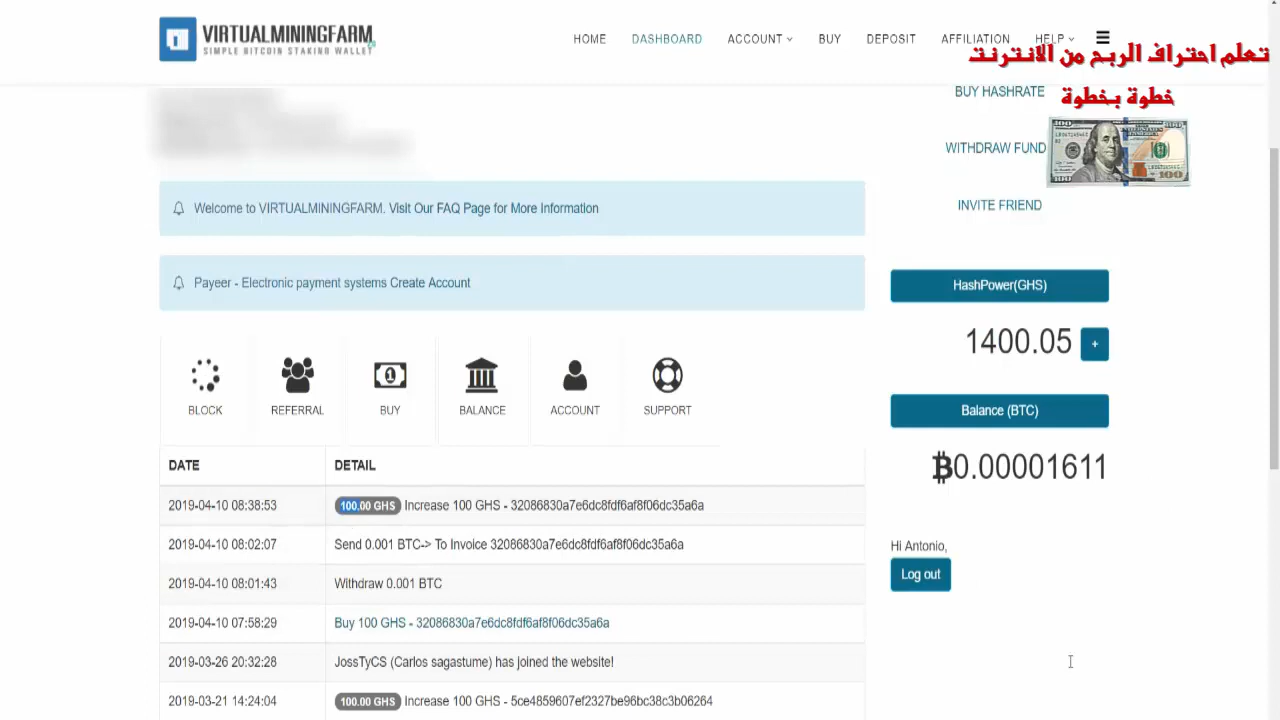 VIRTUALMININGFARM
SIMPLE BITCOIN STAKING WALLET
HOME DASHBOARD ACCOUNT BUY DEPOSIT AFFILIATION HELP
تعلم احتراف الربح من الانترنت
خطوة بخطوة
BUY HASHRATE
WITHDRAW FUND
INVITE FRIEND
Welcome to VIRTUALMININGFARM. Visit Our FAQ Page for More Information
Payeer - Electronic payment systems Create Account
HashPower(GHS)
1400.05 +
Balance (BTC)
₿0.00001611
BLOCK REFERRAL BUY BALANCE ACCOUNT SUPPORT
DATE DETAIL
2019-04-10 08:38:53 100.00 GHS Increase 100 GHS - 32086830a7e6dc8fdf6af8f06dc35a6a
2019-04-10 08:02:07 Send 0.001 BTC-> To Invoice 32086830a7e6dc8fdf6af8f06dc35a6a
2019-04-10 08:01:43 Withdraw 0.001 BTC
2019-04-10 07:58:29 Buy 100 GHS - 32086830a7e6dc8fdf6af8f06dc35a6a
2019-03-26 20:32:28 JossTyCS (Carlos sagastume) has joined the website!
2019-03-21 14:24:04 100.00 GHS Increase 100 GHS - 5ce4859607ef2327be96bc38c3b06264
Hi Antonio,
Log out